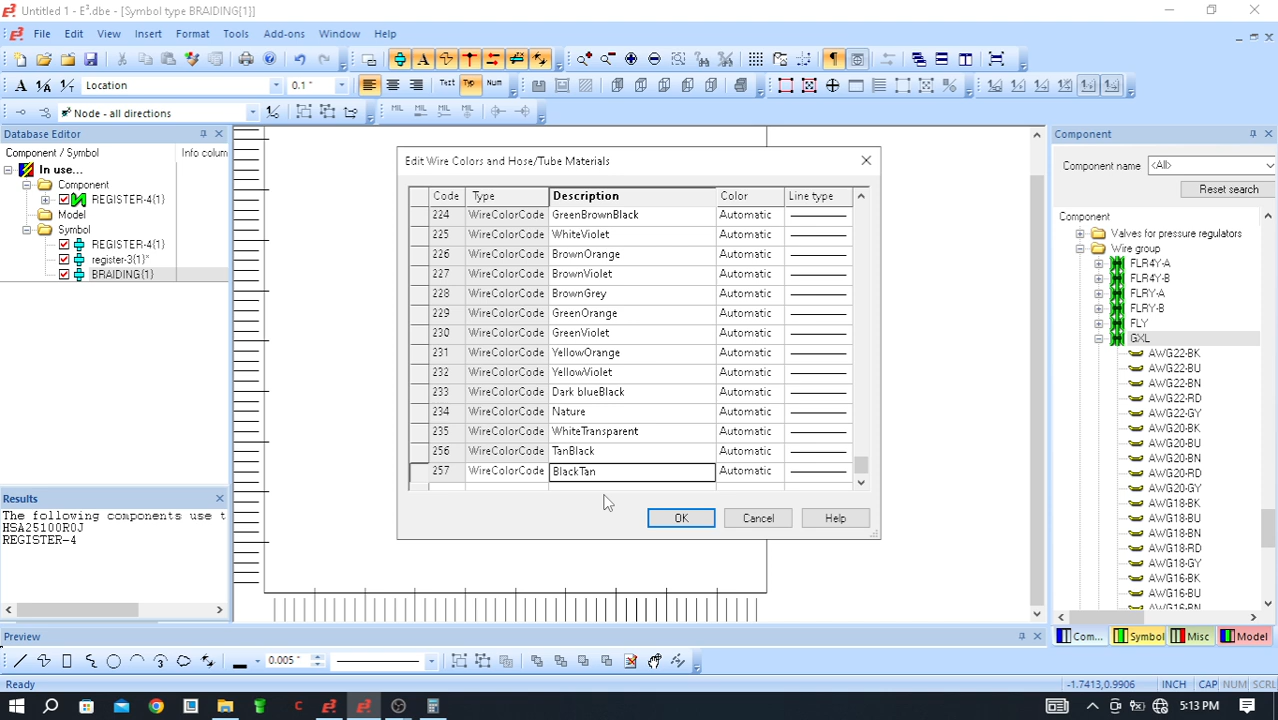 Untitled 1 - E³.dbe - [Symbol type BRAIDING[1]]
File Edit View Insert Format Tools Add-ons Window Help
Location 0.1 " Text Typ Num
Node - all directions MIL MIL MIL MIL
Database Editor
Component / Symbol Info colum
In use...
Component
REGISTER-4(1)
Model
Symbol
REGISTER-4(1)
register-3(1)*
BRAIDING(1)
Results
The following components use t
HSA25100R0J
REGISTER-4
Edit Wire Colors and Hose/Tube Materials
Code Type Description Color Line type
224 WireColorCode GreenBrownBlack Automatic
225 WireColorCode WhiteViolet Automatic
226 WireColorCode BrownOrange Automatic
227 WireColorCode BrownViolet Automatic
228 WireColorCode BrownGrey Automatic
229 WireColorCode GreenOrange Automatic
230 WireColorCode GreenViolet Automatic
231 WireColorCode YellowOrange Automatic
232 WireColorCode YellowViolet Automatic
233 WireColorCode Dark blueBlack Automatic
234 WireColorCode Nature Automatic
235 WireColorCode WhiteTransparent Automatic
256 WireColorCode TanBlack Automatic
257 WireColorCode BlackTan Automatic
OK Cancel Help
Component
Component name <All>
Reset search
Component
Valves for pressure regulators
Wire group
FLR4Y-A
FLR4Y-B
FLRY-A
FLRY-B
FLY
GXL
AWG22-BK
AWG22-BU
AWG22-BN
AWG22-RD
AWG22-GY
AWG20-BK
AWG20-BU
AWG20-BN
AWG20-RD
AWG20-GY
AWG18-BK
AWG18-BU
AWG18-BN
AWG18-RD
AWG18-GY
AWG16-BK
AWG16-BU
AWG16-BN
Com... Symbol Misc Model
Preview
0.005 "
Ready -1.7413,0.9906 INCH CAP NUM SCRL
5:13 PM